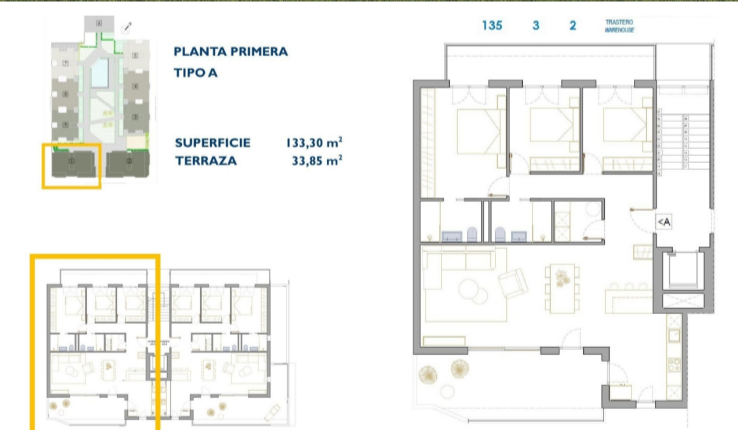 135 3 2 TRASTERO
WAREHOUSE
PLANTA PRIMERA
TIPO A
SUPERFICIE 133,30 m²
TERRAZA 33,85 m²
<A